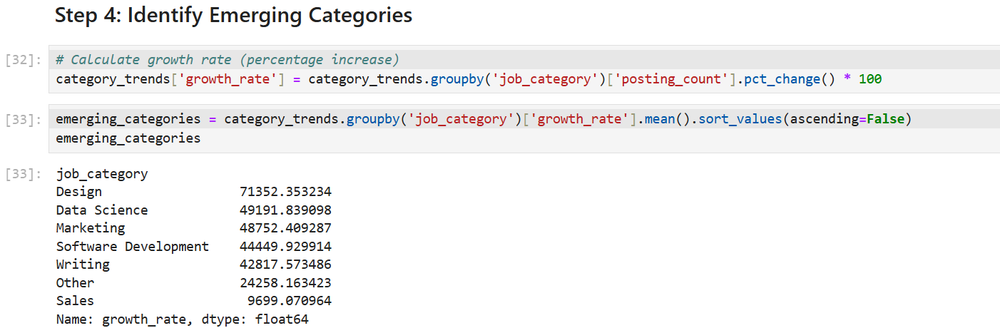 Step 4: Identify Emerging Categories
[32]: # Calculate growth rate (percentage increase)
category_trends['growth_rate'] = category_trends.groupby('job_category')['posting_count'].pct_change() * 100
[33]: emerging_categories = category_trends.groupby('job_category')['growth_rate'].mean().sort_values(ascending=False)
emerging_categories
[33]: job_category
Design                71352.353234
Data Science          49191.839098
Marketing             48752.409287
Software Development    44449.929914
Writing               42817.573486
Other                 24258.163423
Sales                  9699.070964
Name: growth_rate, dtype: float64